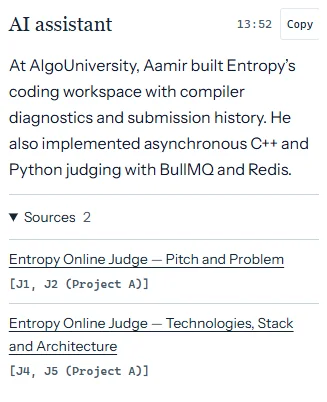 AI assistant
13:52 Copy
At AlgoUniversity, Aamir built Entropy’s
coding workspace with compiler
diagnostics and submission history. He
also implemented asynchronous C++ and
Python judging with BullMQ and Redis.
▼ Sources 2
Entropy Online Judge — Pitch and Problem
[J1, J2 (Project A)]
Entropy Online Judge — Technologies, Stack
and Architecture
[J4, J5 (Project A)]